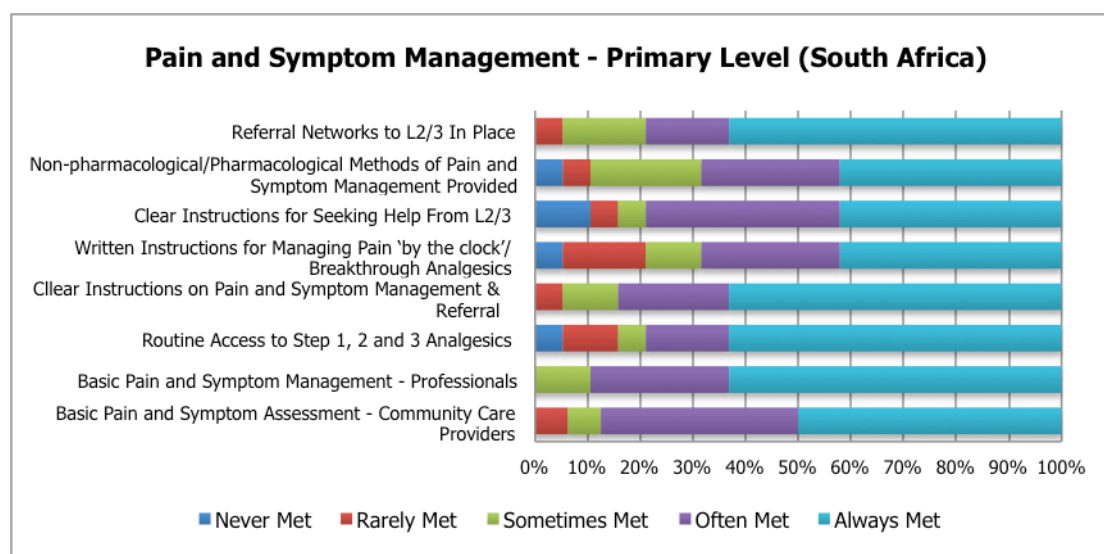 Pain and Symptom Management - Primary Level (South Africa)
Referral Networks to L2/3 In Place
Non-pharmacological/Pharmacological Methods of Pain and
Symptom Management Provided
Clear Instructions for Seeking Help From L2/3
Written Instructions for Managing Pain ‘by the clock’/
Breakthrough Analgesics
Cllear Instructions on Pain and Symptom Management &
Referral
Routine Access to Step 1, 2 and 3 Analgesics
Basic Pain and Symptom Management - Professionals
Basic Pain and Symptom Assessment - Community Care
Providers
0% 10% 20% 30% 40% 50% 60% 70% 80% 90% 100%
Never Met Rarely Met Sometimes Met Often Met Always Met